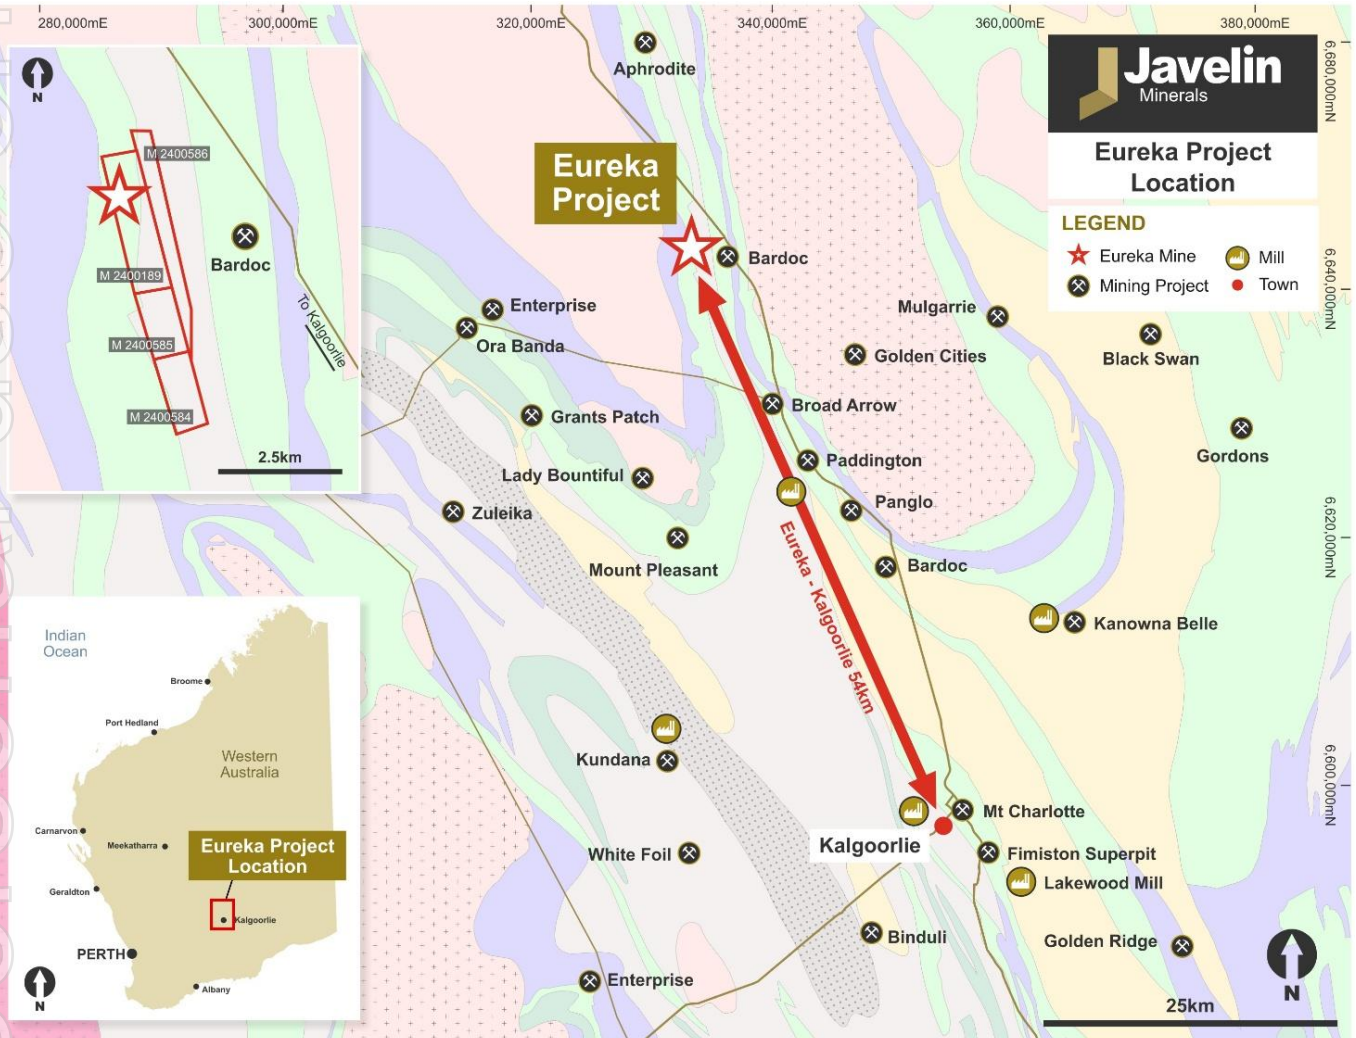 280,000mE
300,000mE
320,000mE
340,000mE
360,000mE
380,000mE
6,680,000mN
6,640,000mN
6,620,000mN
6,600,000mN
Javelin
Minerals
Eureka Project
Location
LEGEND
Eureka Mine
Mill
Mining Project
Town
N
M 2400586
Bardoc
M 2400189
To Kalgoorlie
M 2400585
M 2400584
2.5km
Aphrodite
Eureka
Project
Bardoc
Enterprise
Ora Banda
Mulgarrie
Golden Cities
Black Swan
Grants Patch
Broad Arrow
Gordons
Lady Bountiful
Paddington
Zuleika
Panglo
Mount Pleasant
Bardoc
Eureka - Kalgoorlie 54km
Kanowna Belle
Kundana
Mt Charlotte
Kalgoorlie
White Foil
Fimiston Superpit
Lakewood Mill
Binduli
Golden Ridge
Enterprise
N
25km
Indian
Ocean
Broome
Port Hedland
Western
Australia
Carnarvon
Meekatharra
Eureka Project
Location
Geraldton
Kalgoorlie
PERTH
Albany
N